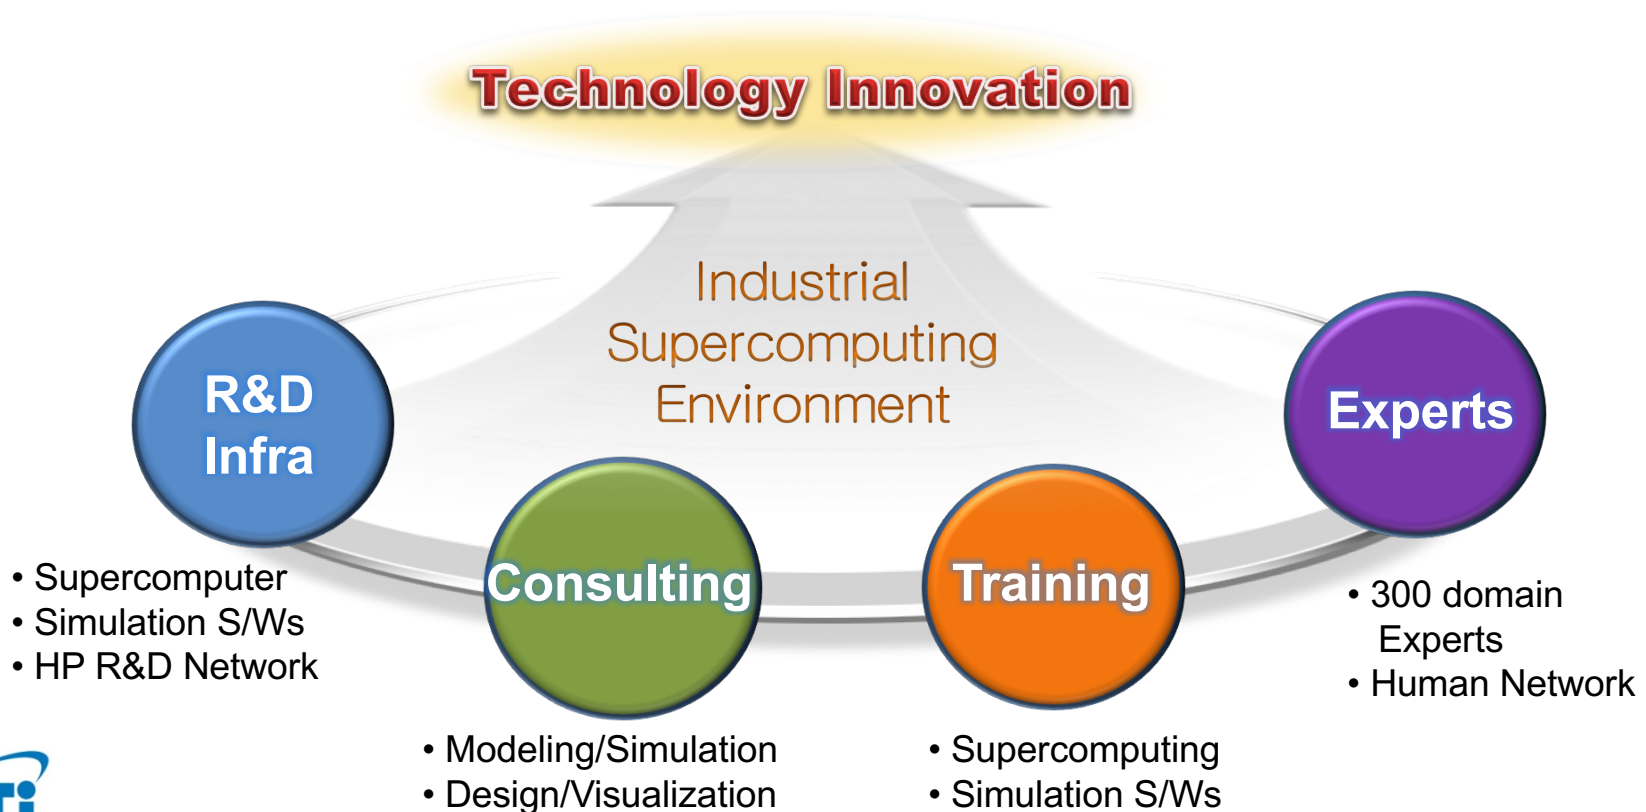 Technology Innovation
Industrial
Supercomputing
Environment
R&D
Infra
Consulting
Training
Experts
• Supercomputer
• Simulation S/Ws
• HP R&D Network
• Modeling/Simulation
• Design/Visualization
• Supercomputing
• Simulation S/Ws
• 300 domain
Experts
• Human Network